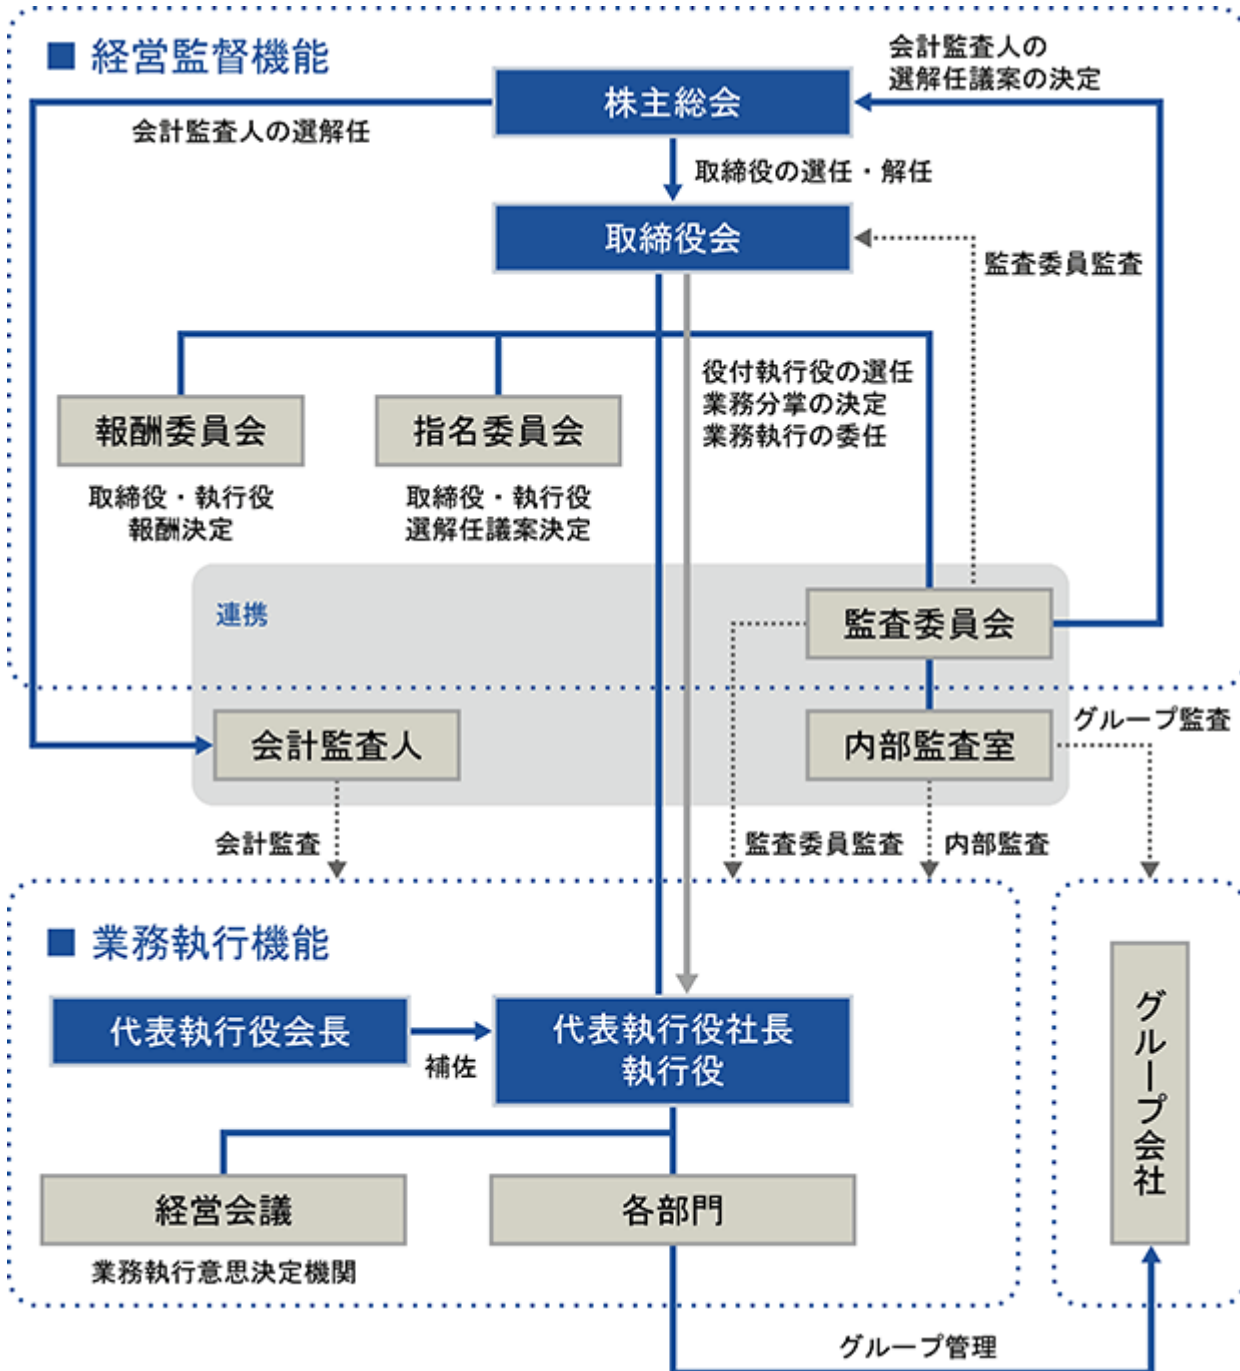 ■ 経営監督機能
会計監査人の
選解任議案の決定
株主総会
会計監査人の選解任
取締役の選任・解任
取締役会
監査委員監査
役付執行役の選任
業務分掌の決定
業務執行の委任
報酬委員会
指名委員会
取締役・執行役
報酬決定
取締役・執行役
選解任議案決定
連携
監査委員会
グループ監査
会計監査人
内部監査室
会計監査
監査委員監査
内部監査
■ 業務執行機能
代表執行役会長
補佐
代表執行役社長
執行役
グループ会社
経営会議
各部門
業務執行意思決定機関
グループ管理